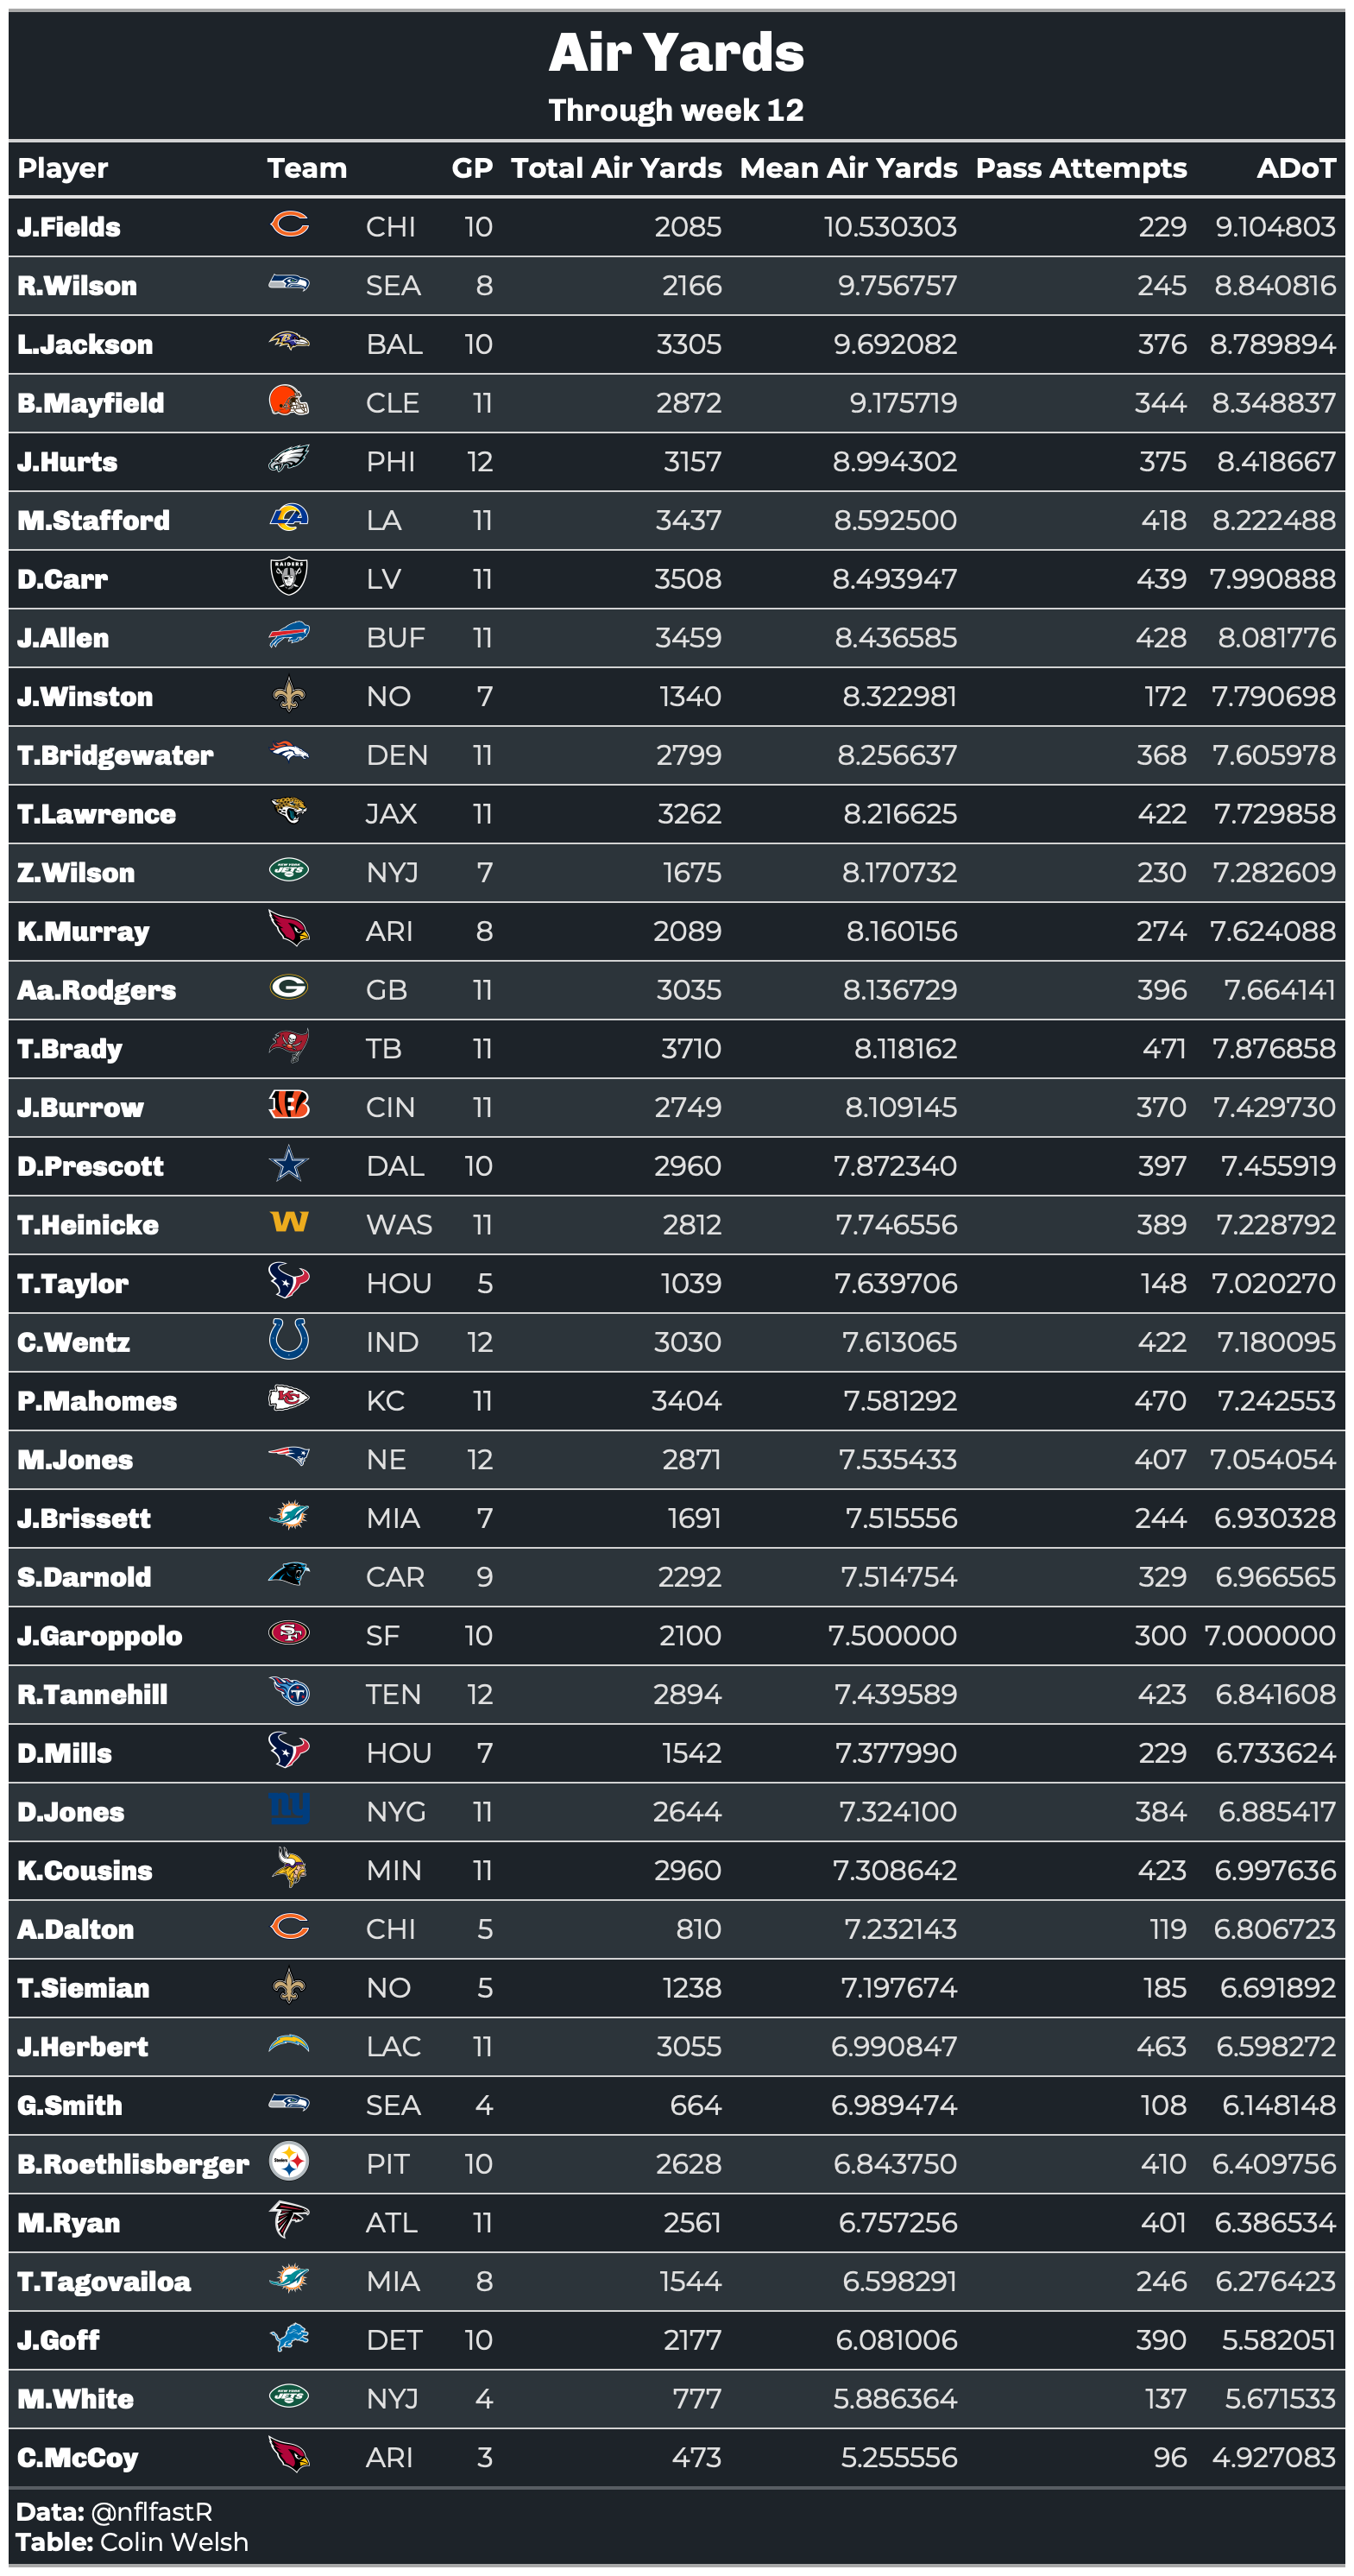 Air Yards
Through week 12
Player Team GP Total Air Yards Mean Air Yards Pass Attempts ADoT
J.Fields CHI 10 2085 10.530303 229 9.104803
R.Wilson SEA 8 2166 9.756757 245 8.840816
L.Jackson BAL 10 3305 9.692082 376 8.789894
B.Mayfield CLE 11 2872 9.175719 344 8.348837
J.Hurts PHI 12 3157 8.994302 375 8.418667
M.Stafford LA 11 3437 8.592500 418 8.222488
D.Carr RAIDERS LV 11 3508 8.493947 439 7.990888
J.Allen BUF 11 3459 8.436585 428 8.081776
J.Winston NO 7 1340 8.322981 172 7.790698
T.Bridgewater DEN 11 2799 8.256637 368 7.605978
T.Lawrence JAX 11 3262 8.216625 422 7.729858
Z.Wilson NEW YORK JETS NYJ 7 1675 8.170732 230 7.282609
K.Murray ARI 8 2089 8.160156 274 7.624088
Aa.Rodgers G GB 11 3035 8.136729 396 7.664141
T.Brady TB 11 3710 8.118162 471 7.876858
J.Burrow B CIN 11 2749 8.109145 370 7.429730
D.Prescott DAL 10 2960 7.872340 397 7.455919
T.Heinicke W WAS 11 2812 7.746556 389 7.228792
T.Taylor HOU 5 1039 7.639706 148 7.020270
C.Wentz IND 12 3030 7.613065 422 7.180095
P.Mahomes KC KC 11 3404 7.581292 470 7.242553
M.Jones NE 12 2871 7.535433 407 7.054054
J.Brissett MIA 7 1691 7.515556 244 6.930328
S.Darnold CAR 9 2292 7.514754 329 6.966565
J.Garoppolo SF SF 10 2100 7.500000 300 7.000000
R.Tannehill T TEN 12 2894 7.439589 423 6.841608
D.Mills HOU 7 1542 7.377990 229 6.733624
D.Jones ny NYG 11 2644 7.324100 384 6.885417
K.Cousins MIN 11 2960 7.308642 423 6.997636
A.Dalton CHI 5 810 7.232143 119 6.806723
T.Siemian NO 5 1238 7.197674 185 6.691892
J.Herbert LAC 11 3055 6.990847 463 6.598272
G.Smith SEA 4 664 6.989474 108 6.148148
B.Roethlisberger Steelers PIT 10 2628 6.843750 410 6.409756
M.Ryan ATL 11 2561 6.757256 401 6.386534
T.Tagovailoa MIA 8 1544 6.598291 246 6.276423
J.Goff DET 10 2177 6.081006 390 5.582051
M.White NEW YORK JETS NYJ 4 777 5.886364 137 5.671533
C.McCoy ARI 3 473 5.255556 96 4.927083
Data: @nflfastR
Table: Colin Welsh